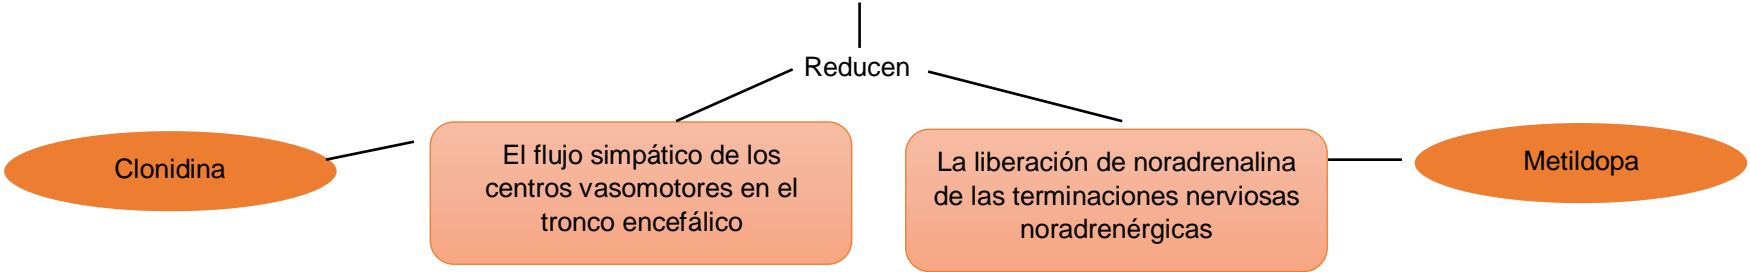 Reducen
Clonidina
El flujo simpático de los
centros vasomotores en el
tronco encefálico
La liberación de noradrenalina
de las terminaciones nerviosas
noradrenérgicas
Metildopa